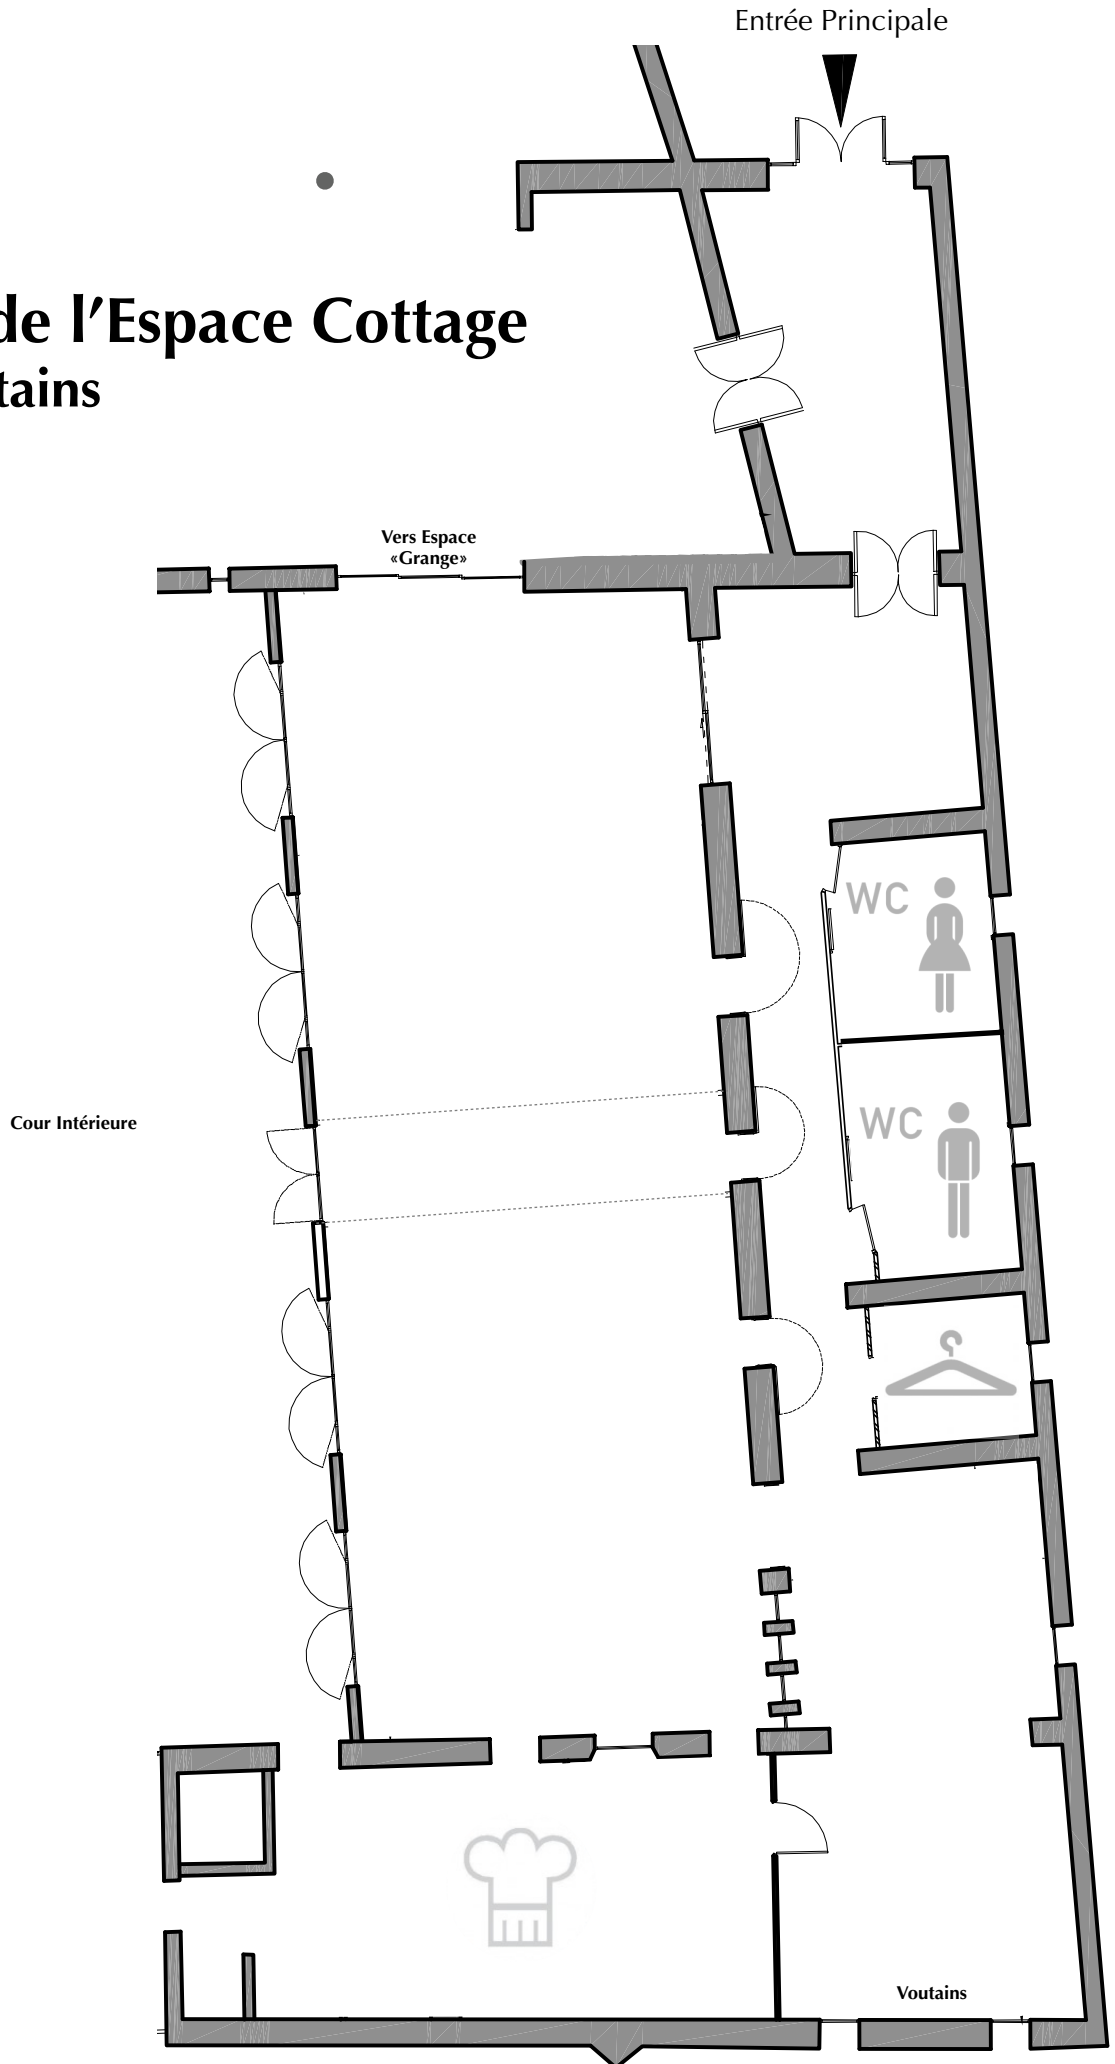 Entrée Principale
de l’Espace Cottage
tains
Vers Espace
«Grange»
WC
Cour Intérieure
WC
Voutains